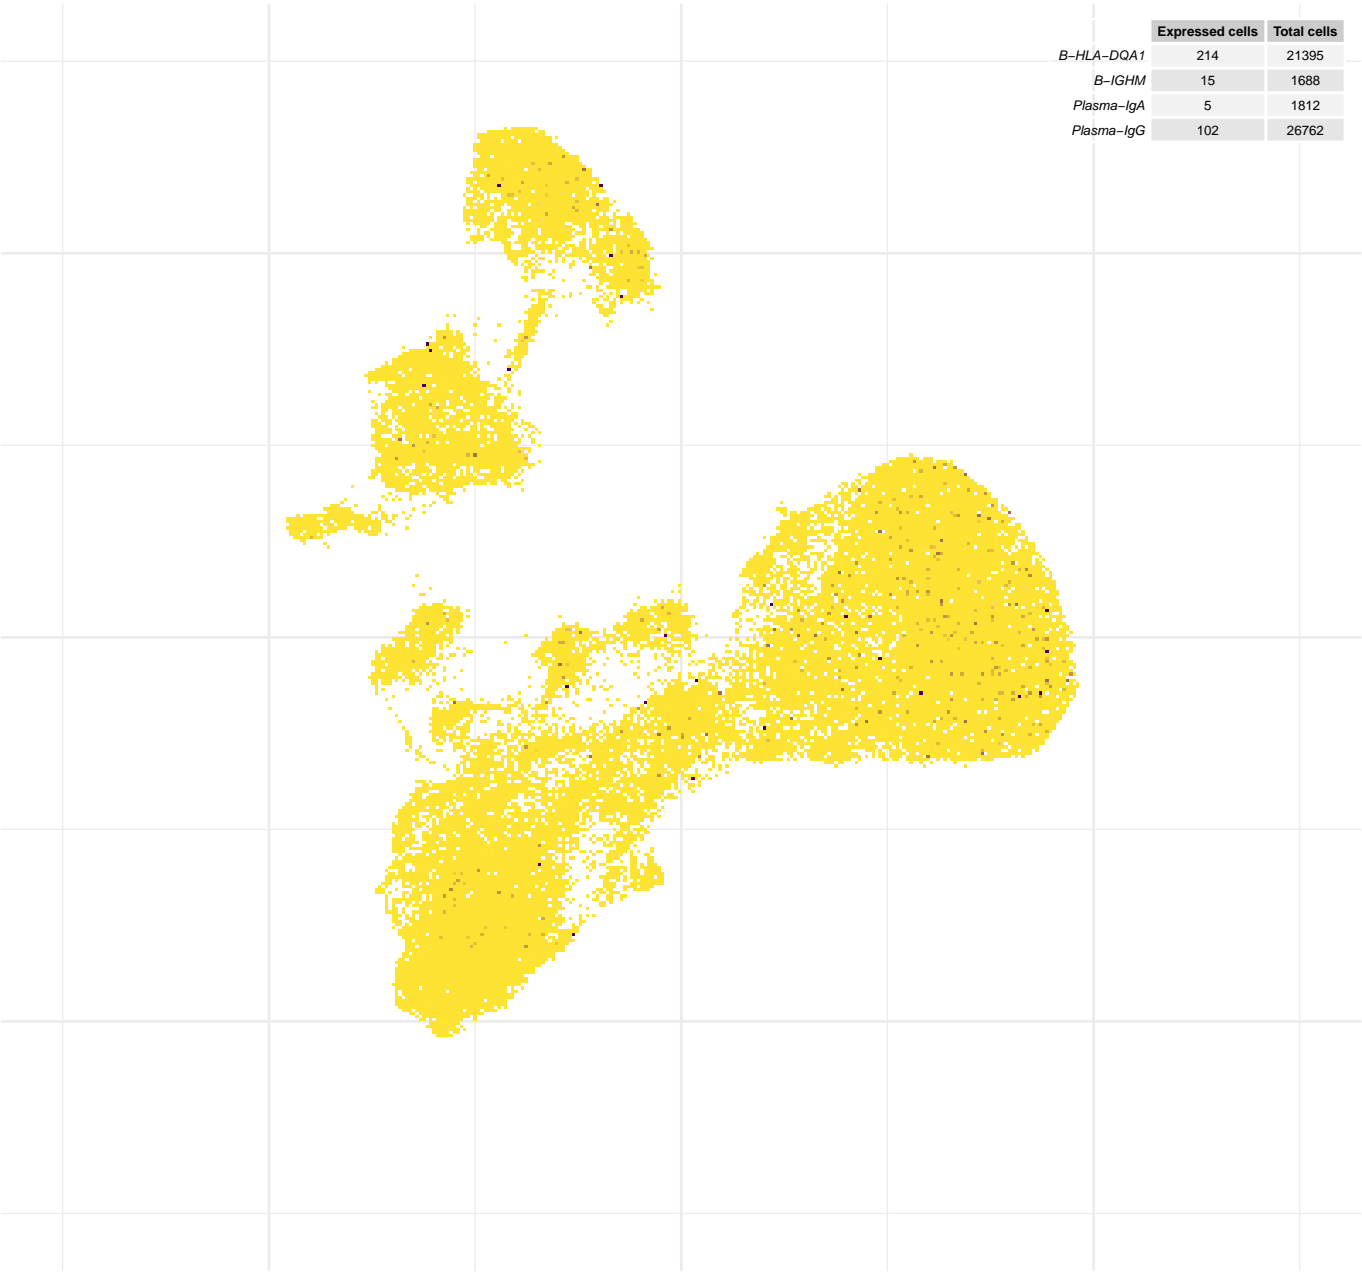 Expressed cells Total cells
B−HLA−DQA1 214 21395
B−IGHM 15 1688
Plasma−IgA 5 1812
Plasma−IgG 102 26762